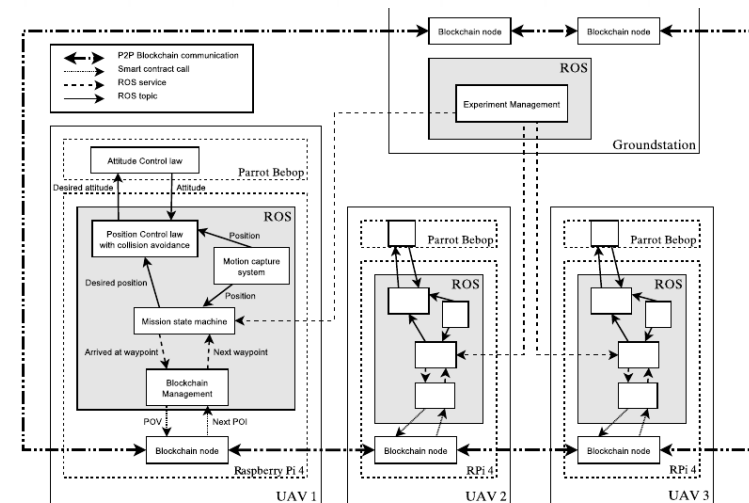 Blockchain node
Blockchain node
P2P Blockchain communication
Smart contract call
ROS service
ROS topic
ROS
Experiment Management
Groundstation
Attitude Control law
Parrot Bebop
Desired attitude
Attitude
ROS
Position Control law
with collision avoidance
Position
Motion capture
system
Desired position
Position
Mission state machine
Arrived at waypoint
Next waypoint
Blockchain
Management
POV
Next POI
Blockchain node
Raspberry Pi 4
UAV 1
Parrot Bebop
ROS
Blockchain node
RPi 4
UAV 2
Parrot Bebop
ROS
Blockchain node
RPi 4
UAV 3